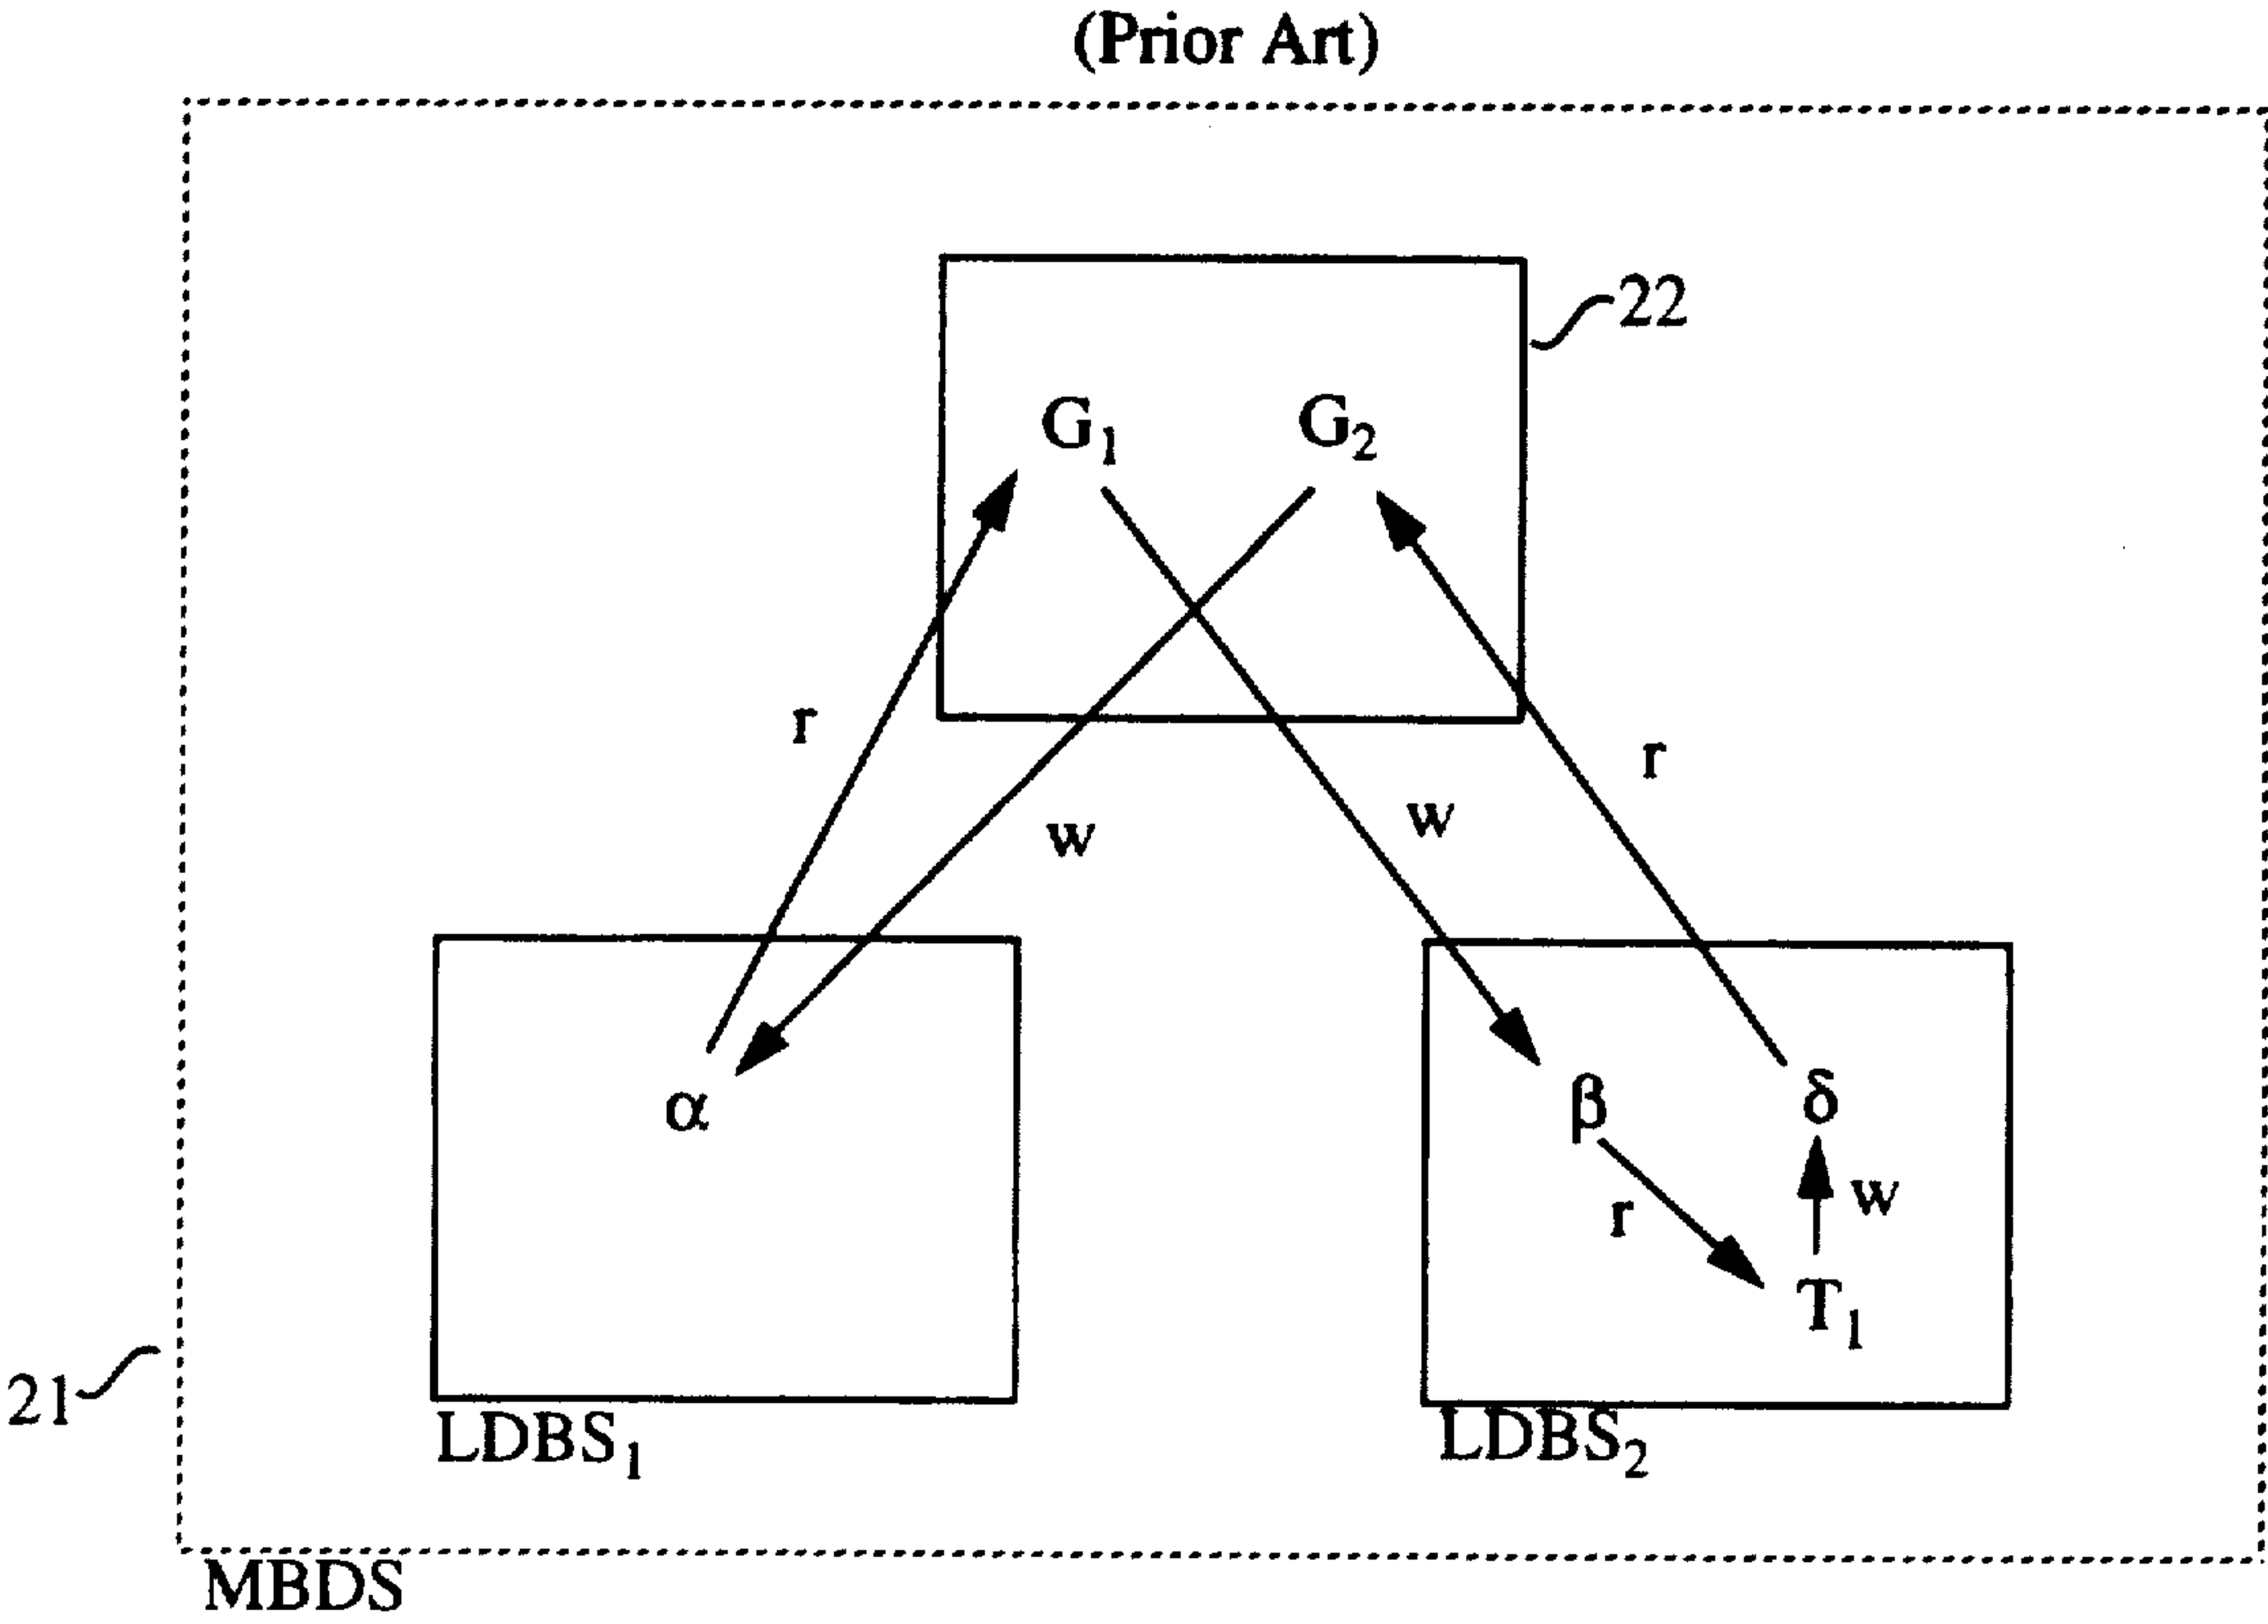 (Prior Art)
22
G₁ G₂
r
r
w
w
α
β
δ
r
w
T₁
21
LDBS₁
LDBS₂
MBDS